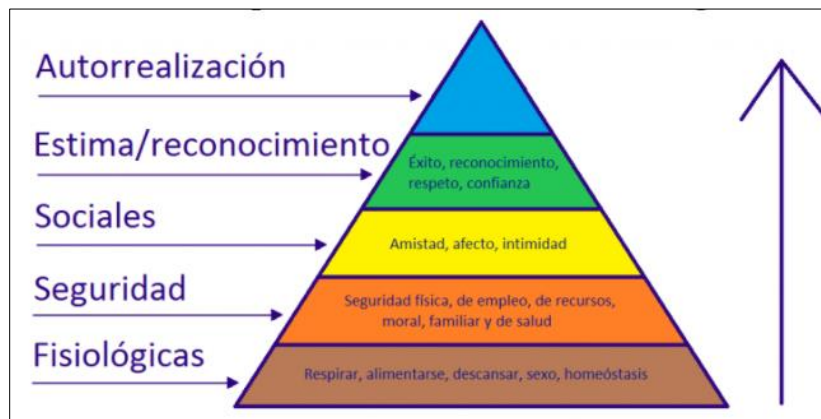 Autorrealización
Estima/reconocimiento
Éxito, reconocimiento,
respeto, confianza
Sociales
Amistad, afecto, intimidad
Seguridad
Seguridad física, de empleo, de recursos,
moral, familiar y de salud
Fisiológicas
Respirar, alimentarse, descansar, sexo, homeóstasis